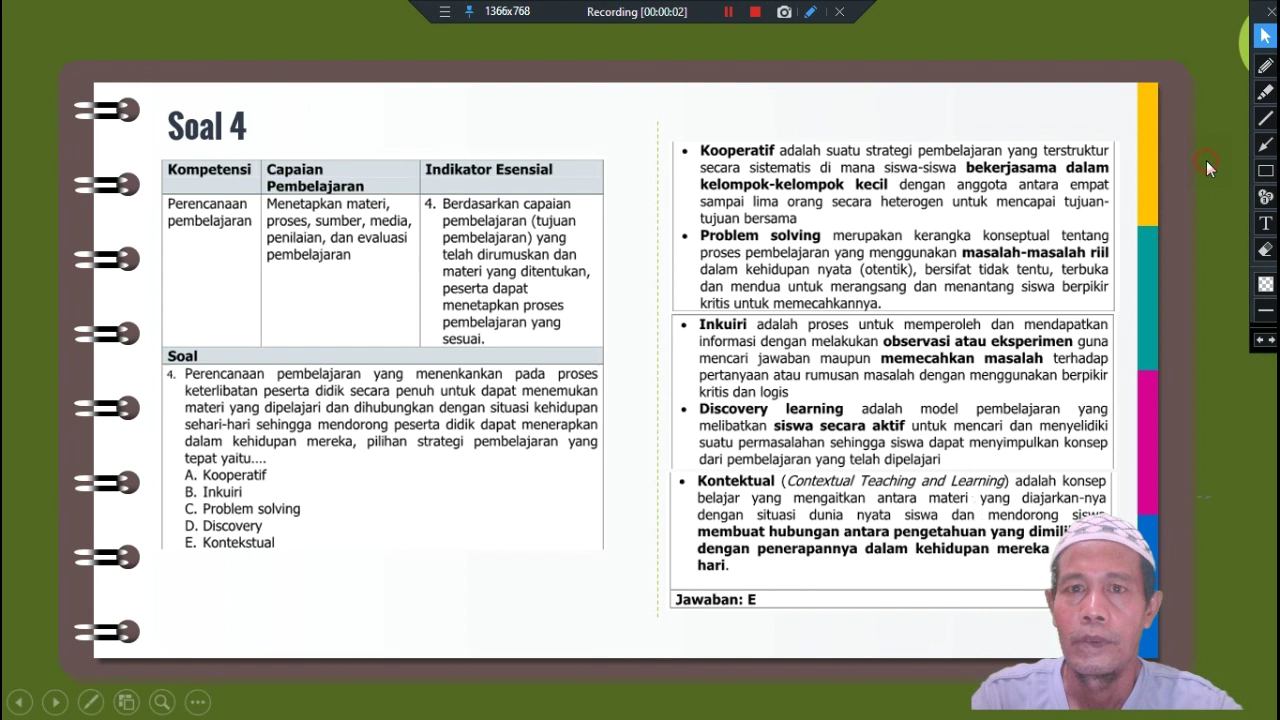 1366x768
Recording [00:00:02]
Soal 4
Kompetensi
Capaian
Pembelajaran
Indikator Esensial
Perencanaan
pembelajaran
Menetapkan materi,
proses, sumber, media,
penilaian, dan evaluasi
pembelajaran
4. Berdasarkan capaian
pembelajaran (tujuan
pembelajaran) yang
telah dirumuskan dan
materi yang ditentukan,
peserta dapat
menetapkan proses
pembelajaran yang
sesuai.
Soal
4. Perencanaan pembelajaran yang menenkankan pada proses
keterlibatan peserta didik secara penuh untuk dapat menemukan
materi yang dipelajari dan dihubungkan dengan situasi kehidupan
sehari-hari sehingga mendorong peserta didik dapat menerapkan
dalam kehidupan mereka, pilihan strategi pembelajaran yang
tepat yaitu....
A. Kooperatif
B. Inkuiri
C. Problem solving
D. Discovery
E. Kontekstual
• Kooperatif adalah suatu strategi pembelajaran yang terstruktur
secara sistematis di mana siswa-siswa bekerjasama dalam
kelompok-kelompok kecil dengan anggota antara empat
sampai lima orang secara heterogen untuk mencapai tujuan-
tujuan bersama
• Problem solving merupakan kerangka konseptual tentang
proses pembelajaran yang menggunakan masalah-masalah riil
dalam kehidupan nyata (otentik), bersifat tidak tentu, terbuka
dan mendua untuk merangsang dan menantang siswa berpikir
kritis untuk memecahkannya.
• Inkuiri adalah proses untuk memperoleh dan mendapatkan
informasi dengan melakukan observasi atau eksperimen guna
mencari jawaban maupun memecahkan masalah terhadap
pertanyaan atau rumusan masalah dengan menggunakan berpikir
kritis dan logis
• Discovery learning adalah model pembelajaran yang
melibatkan siswa secara aktif untuk mencari dan menyelidiki
suatu permasalahan sehingga siswa dapat menyimpulkan konsep
dari pembelajaran yang telah dipelajari
• Kontektual (Contextual Teaching and Learning) adalah konsep
belajar yang mengaitkan antara materi yang diajarkan-nya
dengan situasi dunia nyata siswa dan mendorong siswa
membuat hubungan antara pengetahuan yang
dengan penerapannya dalam kehidupan mereka
hari.
Jawaban: E